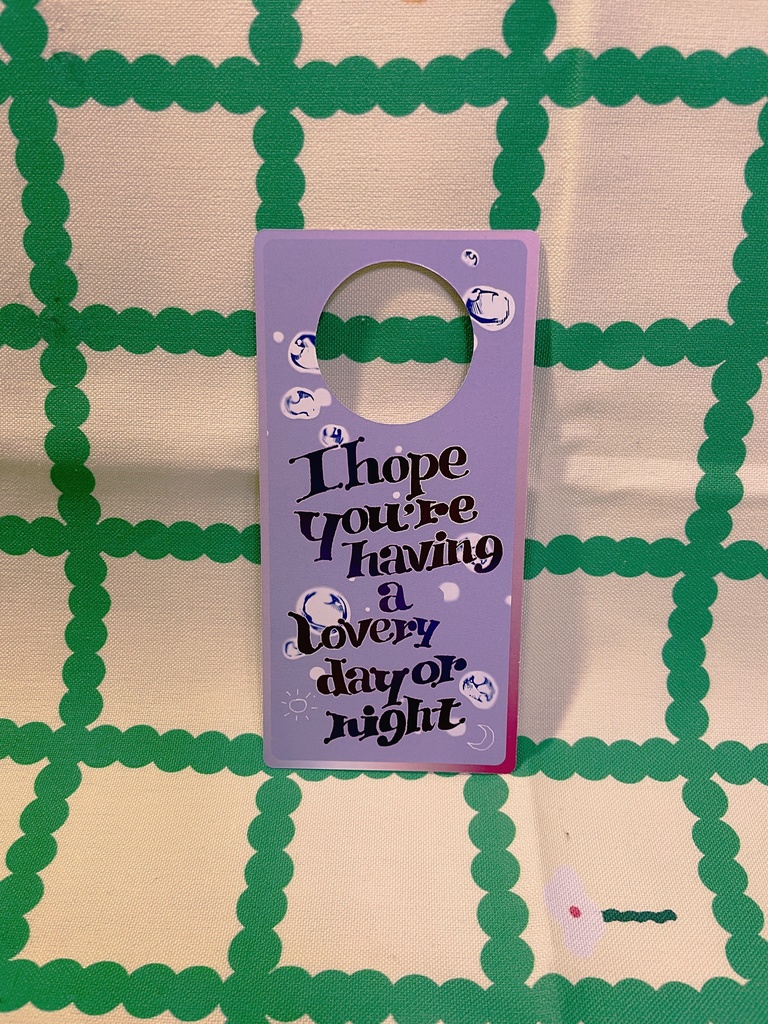 I hope
you're
having
a
lovery
day or
night